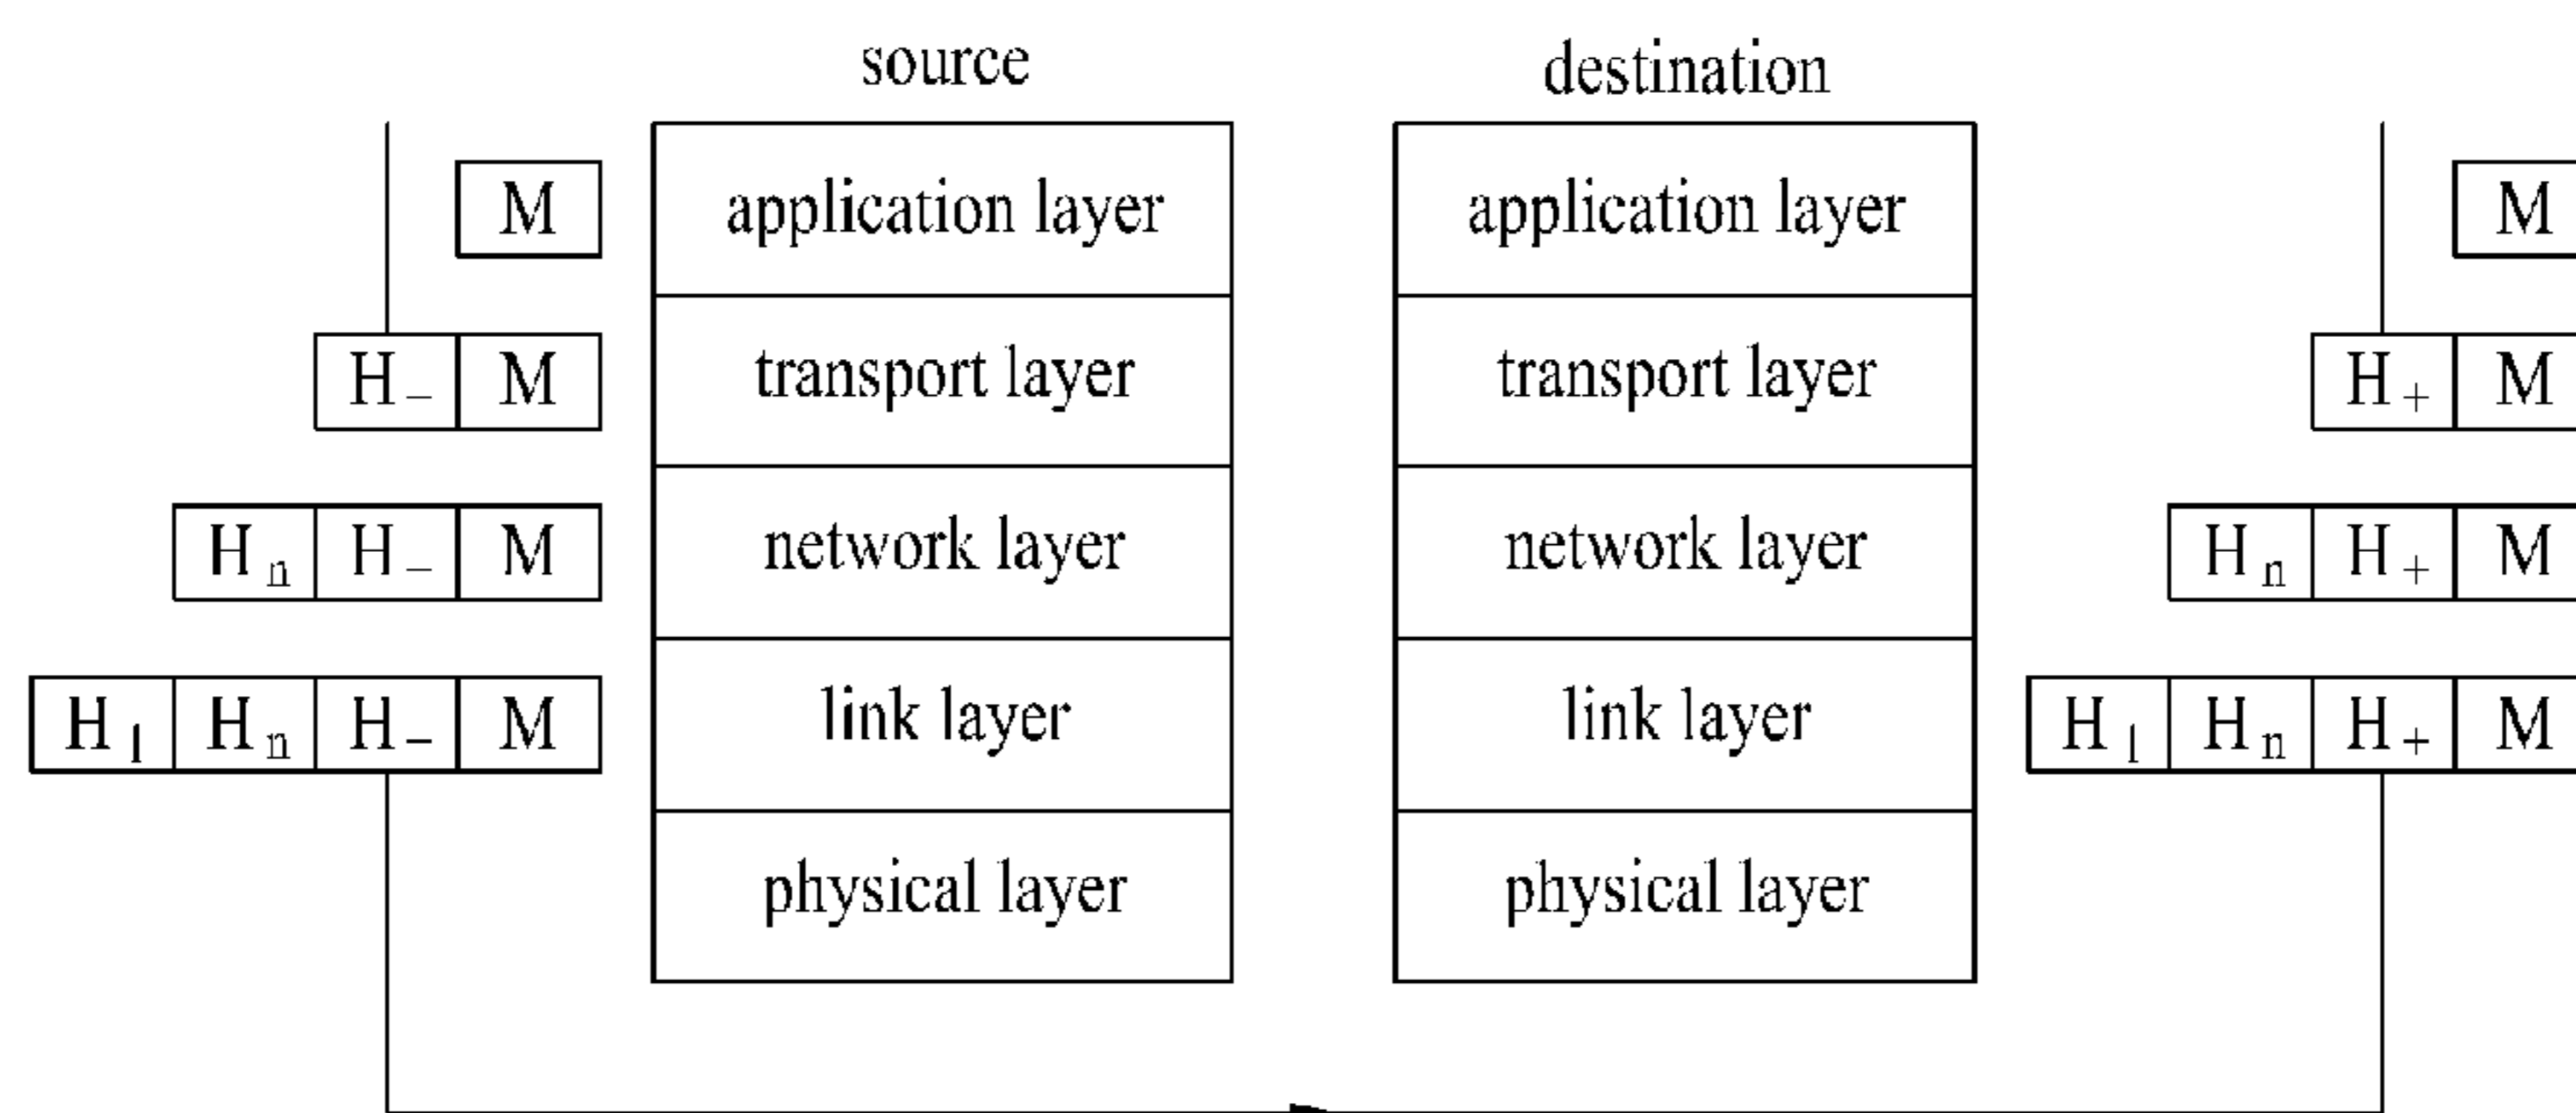 source destination
M application layer application layer M
H− M transport layer transport layer H+ M
Hn H− M network layer network layer Hn H+ M
Hl Hn H− M link layer link layer Hl Hn H+ M
physical layer physical layer